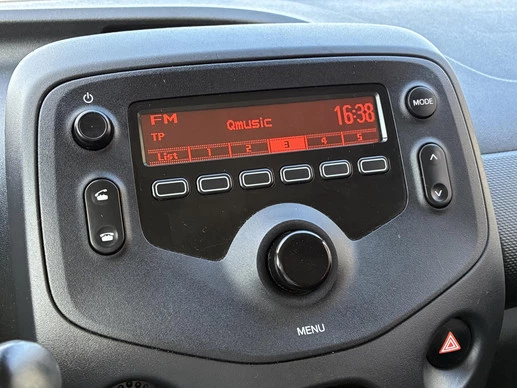 FM Qmusic 16:38
TP
List 1 2 3 4 5
MODE
MENU